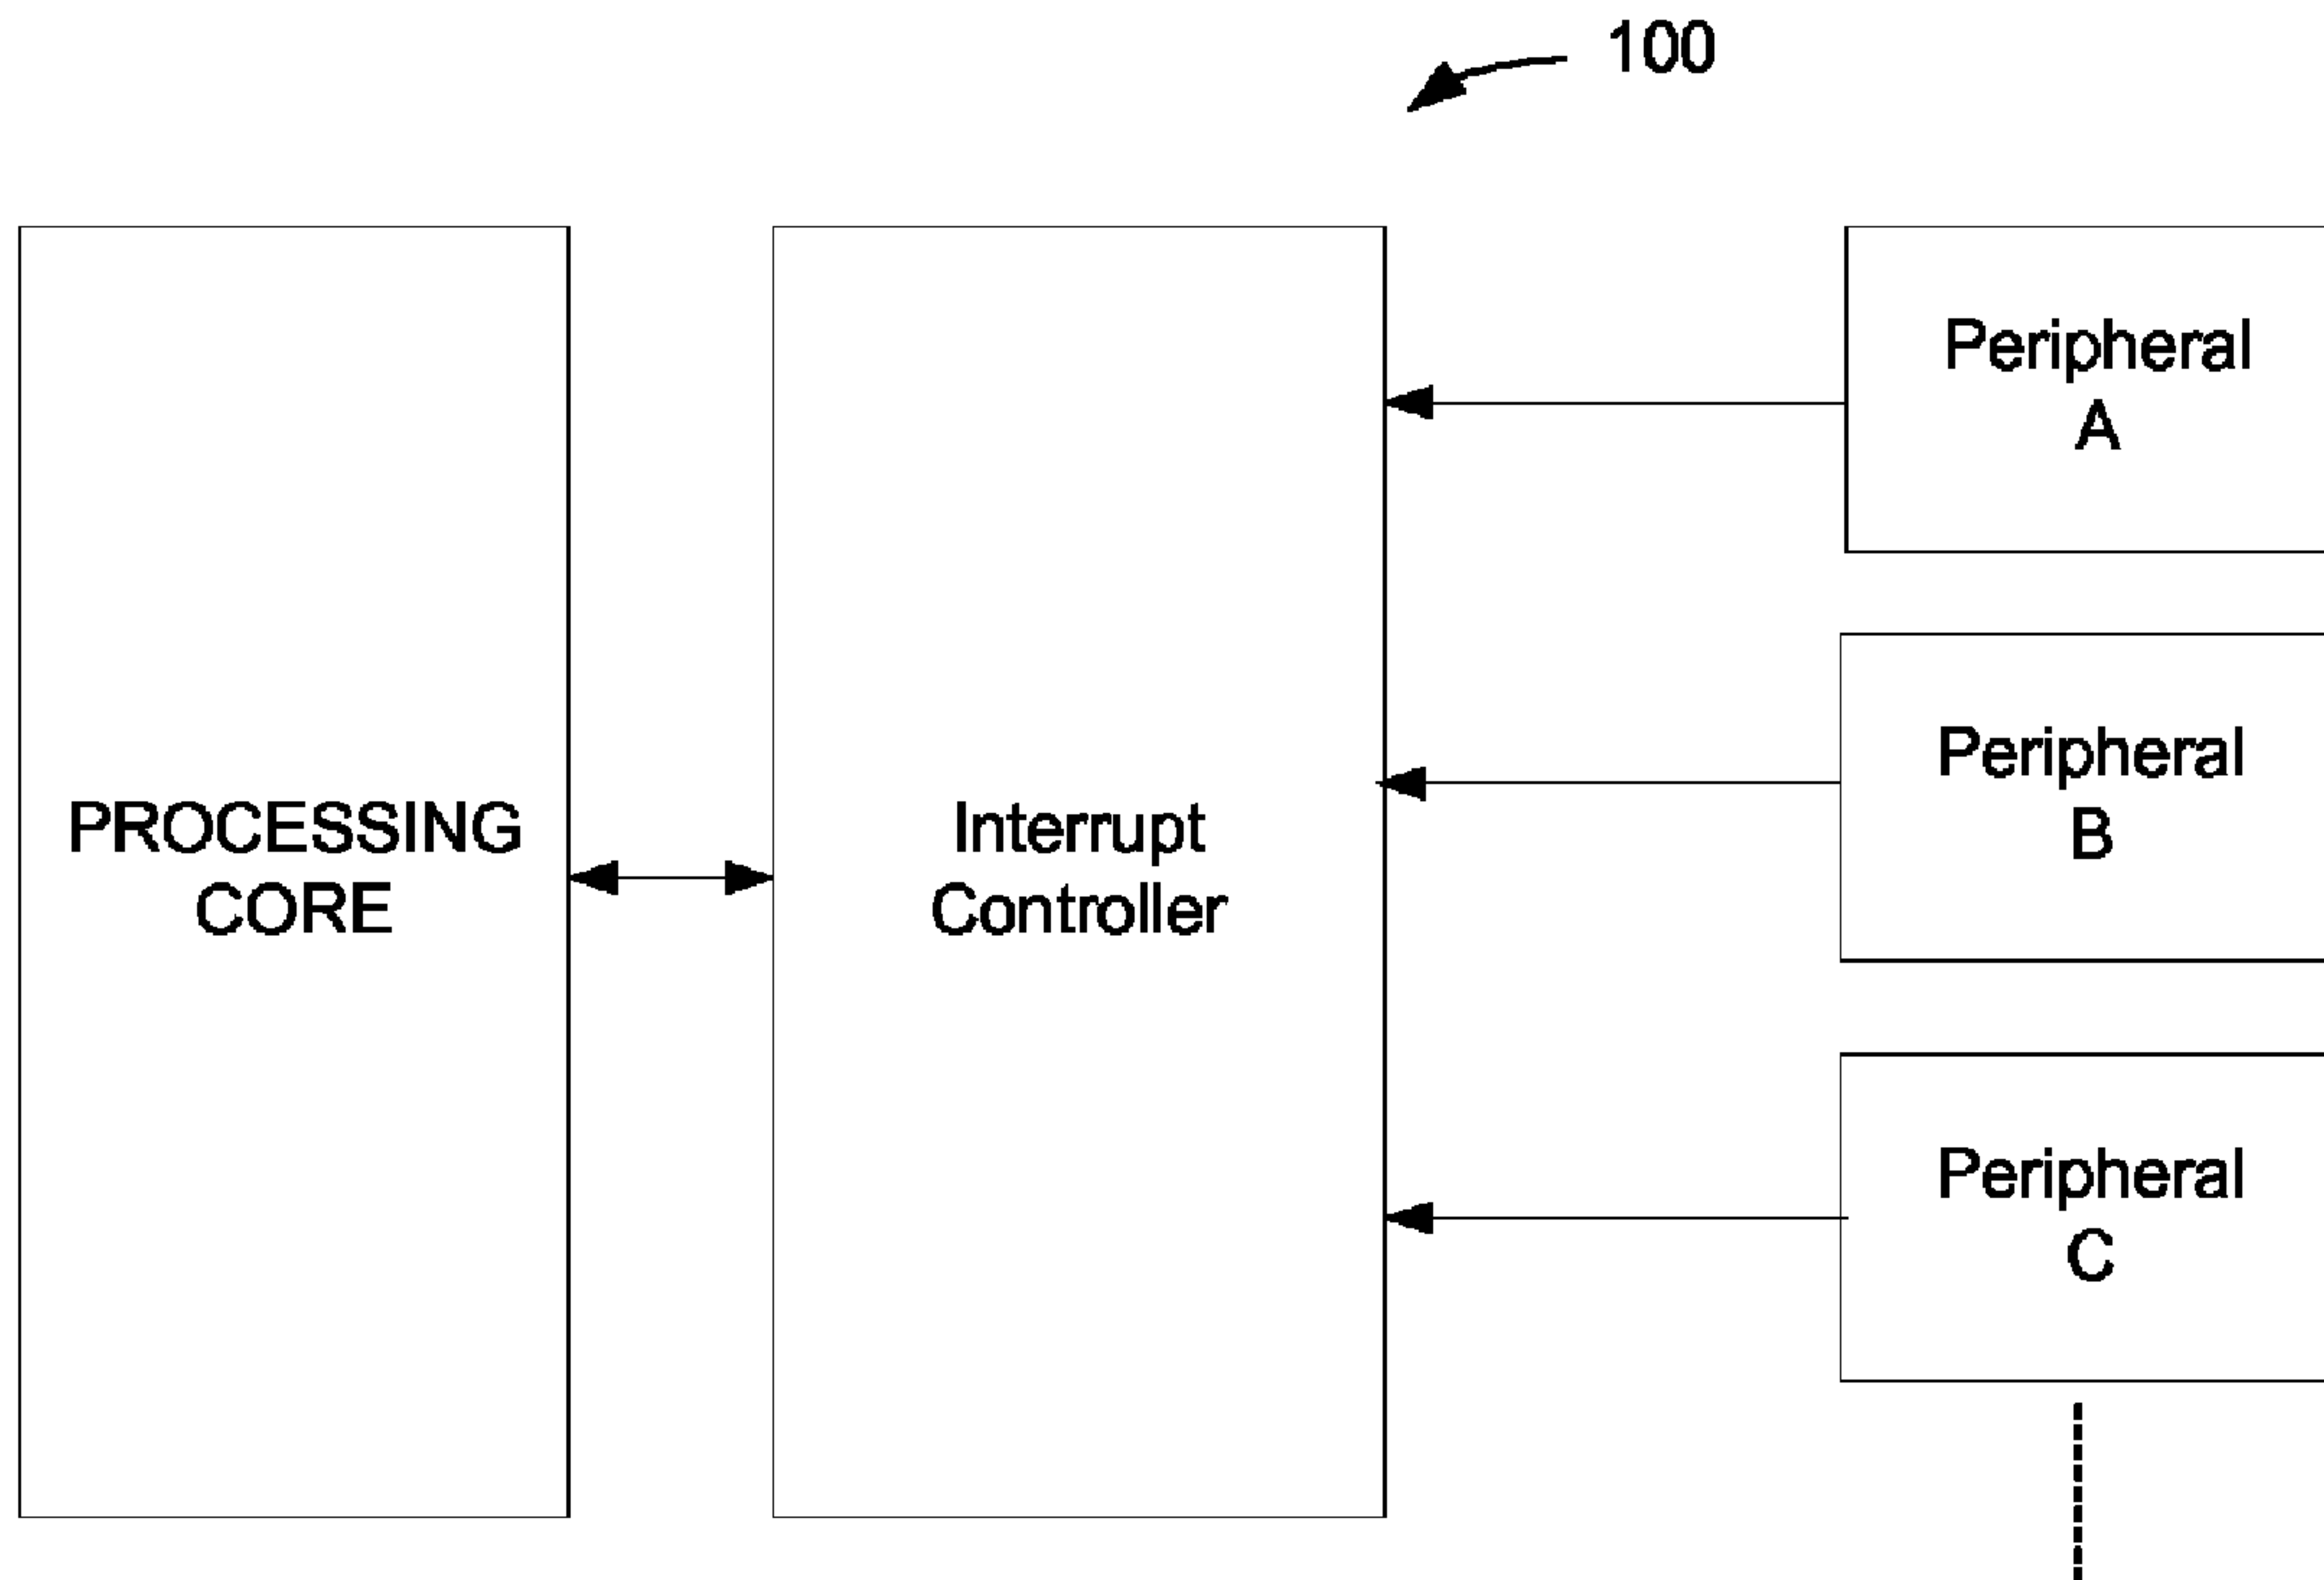 100
PROCESSING
CORE
Interrupt
Controller
Peripheral
A
Peripheral
B
Peripheral
C